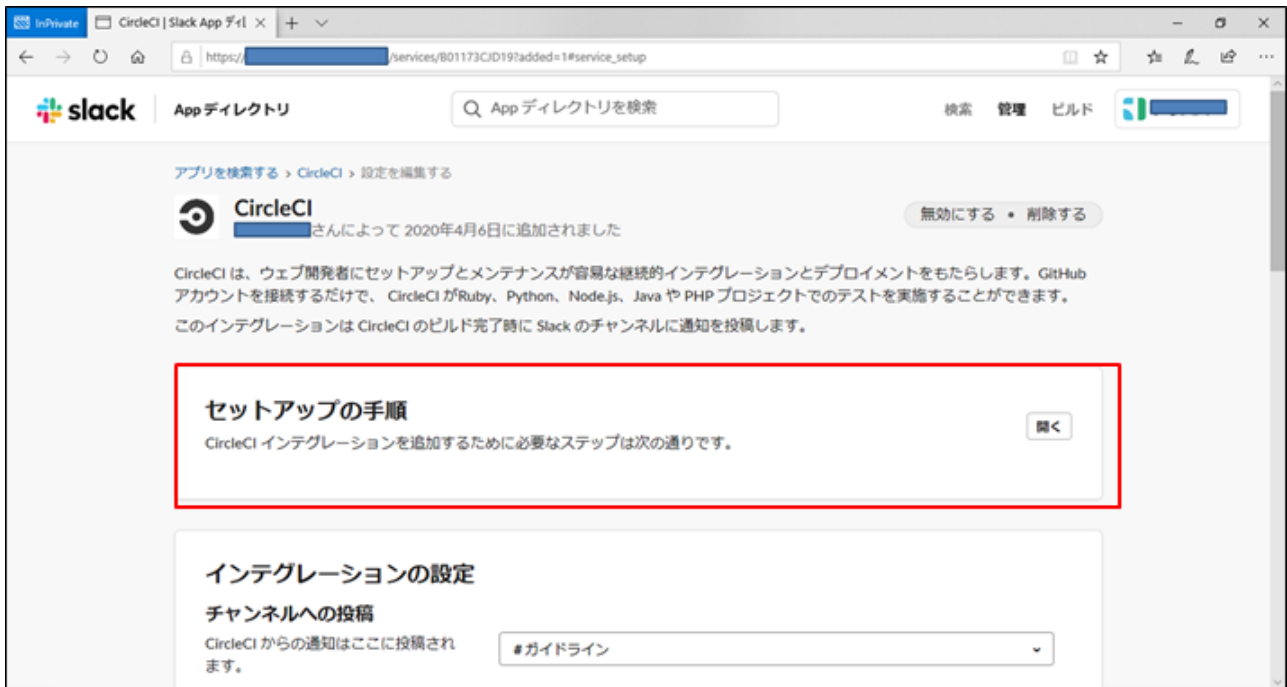 InPrivate
CircleCI | Slack App ディ
https://
/services/B01173CJD19?added=1#service_setup
slack
App ディレクトリ
App ディレクトリを検索
検索
管理
ビルド
アプリを検索する › CircleCI › 設定を編集する
CircleCI
さんによって 2020年4月6日に追加されました
無効にする • 削除する
CircleCI は、ウェブ開発者にセットアップとメンテナンスが容易な継続的インテグレーションとデプロイメントをもたらします。GitHub
アカウントを接続するだけで、 CircleCI がRuby、Python、Node.js、Java や PHP プロジェクトでのテストを実施することができます。
このインテグレーションは CircleCI のビルド完了時に Slack のチャンネルに通知を投稿します。
セットアップの手順
CircleCI インテグレーションを追加するために必要なステップは次の通りです。
開く
インテグレーションの設定
チャンネルへの投稿
CircleCI からの通知はここに投稿され
ます。
#ガイドライン